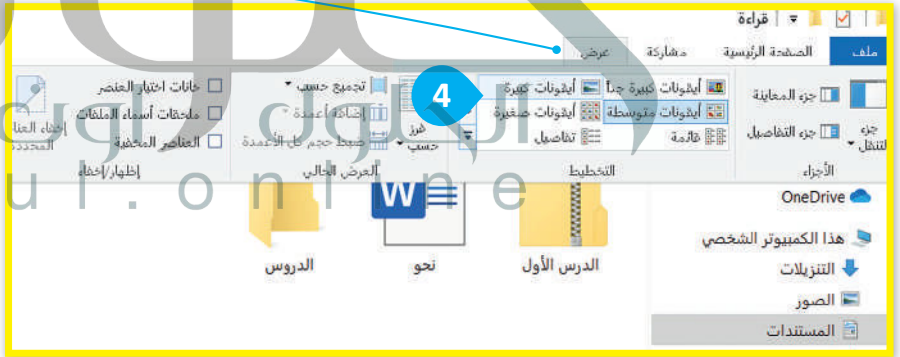 قراءة
ملف الصفحة الرئيسية مشاركة عرض
جزء التنقل
جزء المعاينة
جزء التفاصيل
الأجزاء
أيقونات كبيرة جداً أيقونات كبيرة
أيقونات متوسطة أيقونات صغيرة
قائمة تفاصيل
التخطيط
4
فرز حسب
تجميع حسب
إضافة أعمدة
ضبط حجم كل الأعمدة
العرض الحالي
خانات اختيار العنصر
ملحقات أسماء الملفات
العناصر المخفية
إخفاء
إظهار/إخفاء
OneDrive
هذا الكمبيوتر الشخصي
التنزيلات
الصور
المستندات
الدرس الأول
W
نحو
الدروس
ul.online